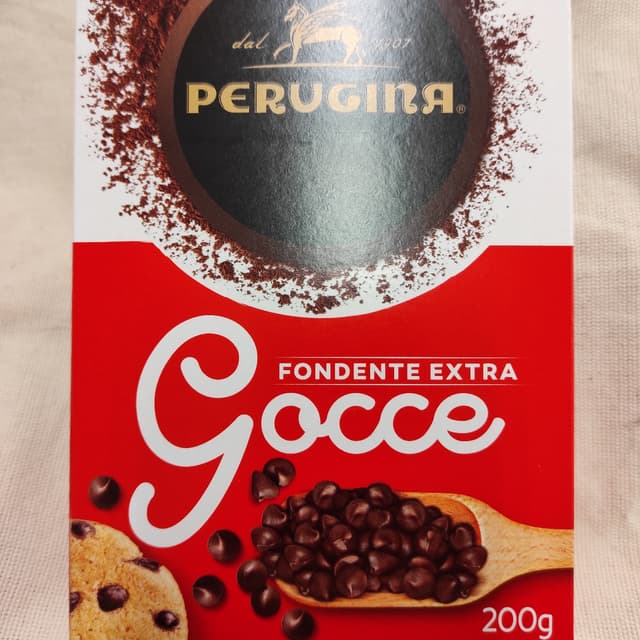 dal 1907
PERUGINA®
FONDENTE EXTRA
Gocce
200g